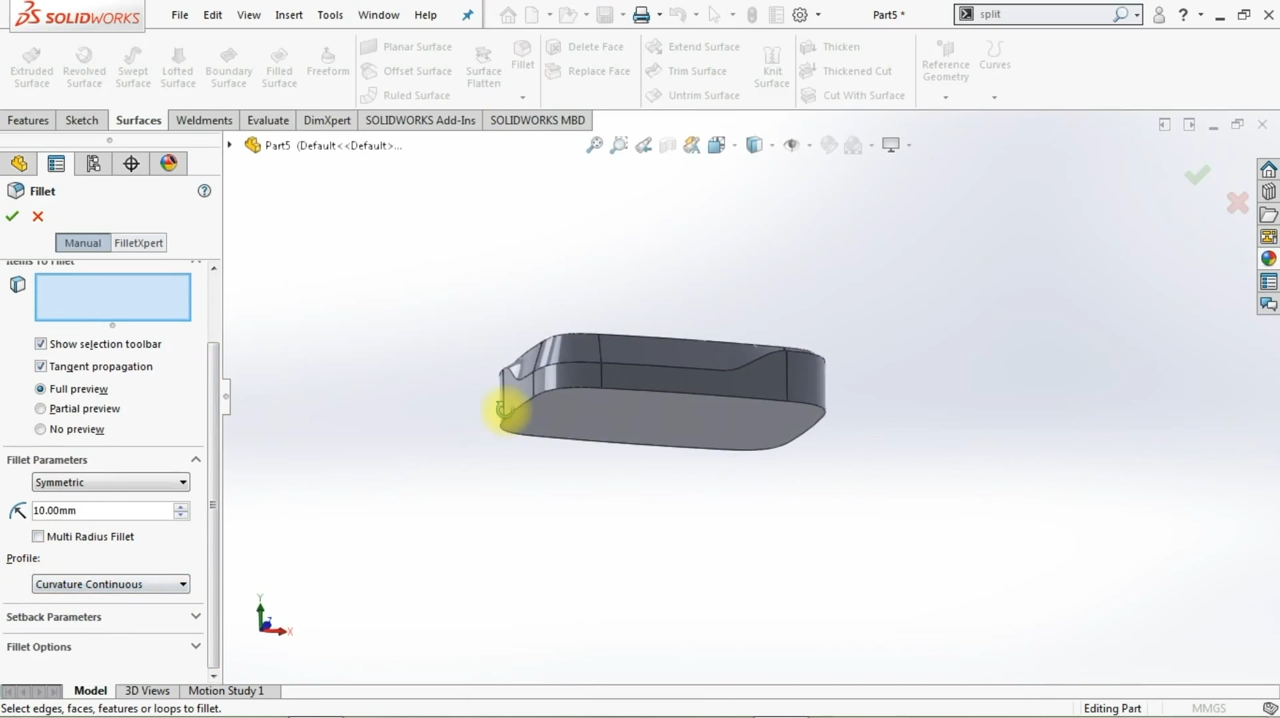 SOLIDWORKS File Edit View Insert Tools Window Help Part5 * split
Extruded Surface
Revolved Surface
Swept Surface
Lofted Surface
Boundary Surface
Filled Surface
Freeform
Planar Surface
Offset Surface
Ruled Surface
Surface Flatten
Fillet
Delete Face
Replace Face
Extend Surface
Trim Surface
Untrim Surface
Knit Surface
Thicken
Thickened Cut
Cut With Surface
Reference Geometry
Curves
Features Sketch Surfaces Weldments Evaluate DimXpert SOLIDWORKS Add-Ins SOLIDWORKS MBD
Part5 (Default<<Default>...
Fillet
Manual FilletXpert
Items To Fillet
Show selection toolbar
Tangent propagation
Full preview
Partial preview
No preview
Fillet Parameters
Symmetric
10.00mm
Multi Radius Fillet
Profile:
Curvature Continuous
Setback Parameters
Fillet Options
Y
Z
X
Model 3D Views Motion Study 1
Select edges, faces, features or loops to fillet. Editing Part MMGS